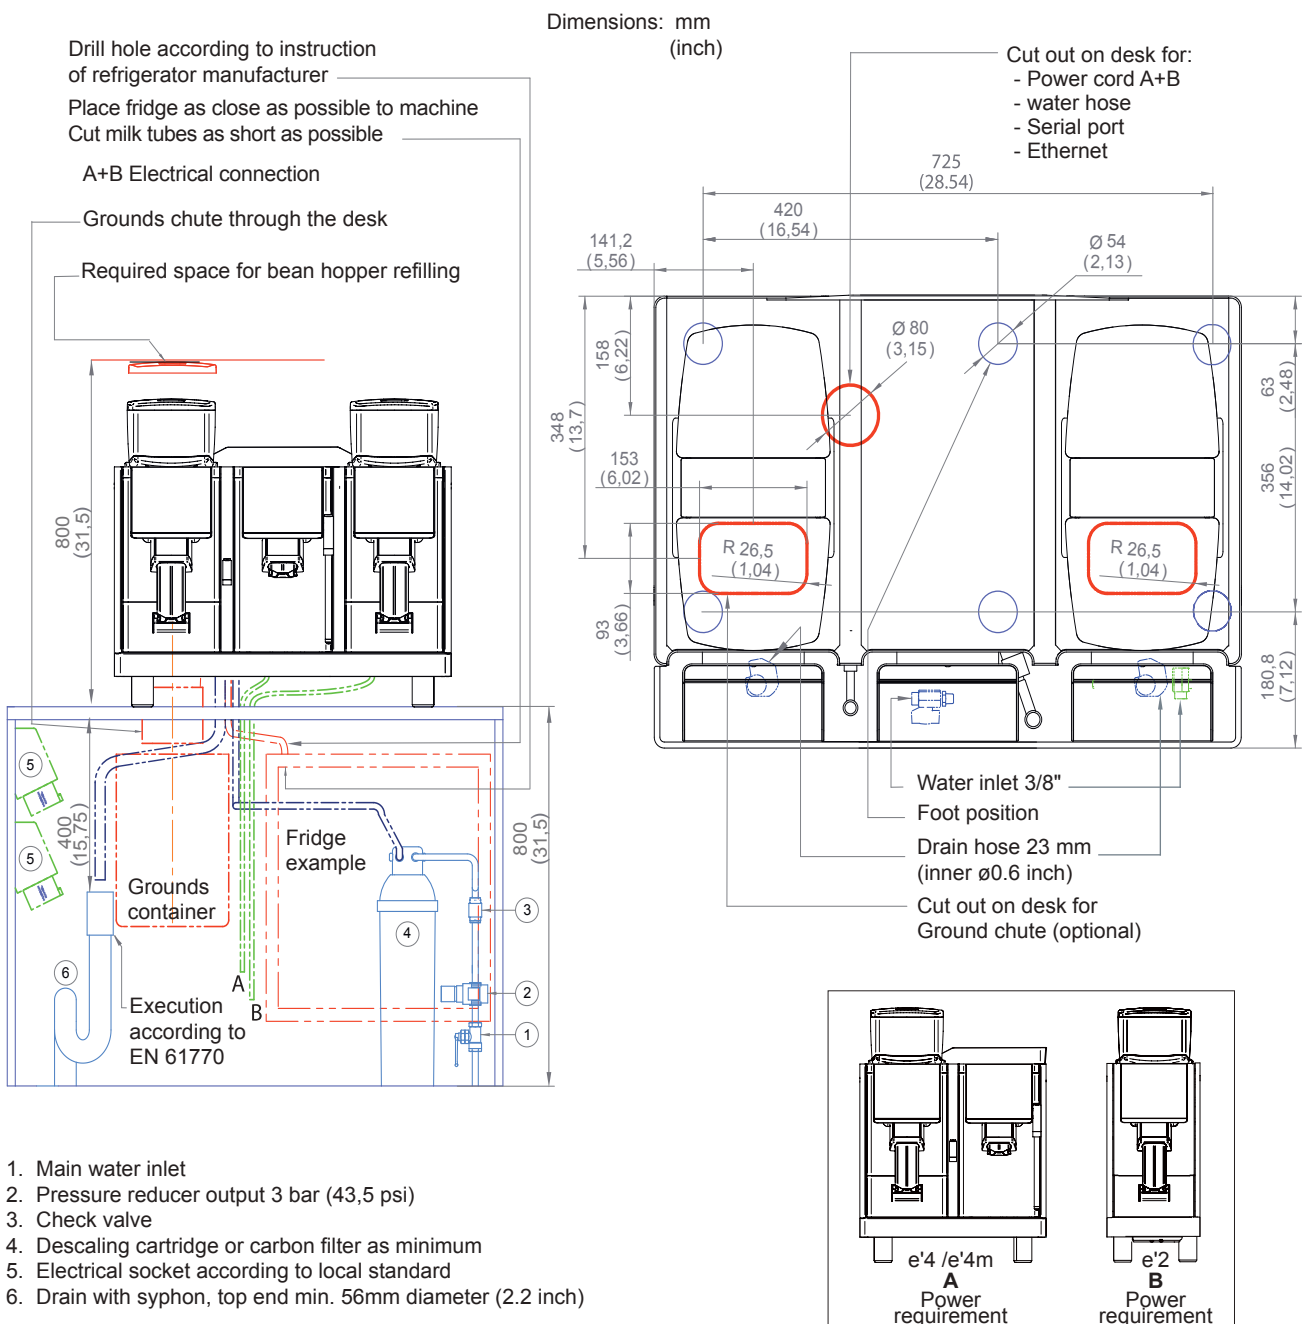 Dimensions: mm
(inch)
Drill hole according to instruction
of refrigerator manufacturer
Place fridge as close as possible to machine
Cut milk tubes as short as possible
A+B Electrical connection
Grounds chute through the desk
Required space for bean hopper refilling
800
(31,5)
5
5
400
(15,75)
Grounds
container
Fridge
example
800
(31,5)
3
4
2
1
6
A
B
Execution
according to
EN 61770
Cut out on desk for:
- Power cord A+B
- water hose
- Serial port
- Ethernet
725
(28.54)
420
(16,54)
141,2
(5,56)
Ø 54
(2,13)
Ø 80
(3,15)
158
(6,22)
348
(13,7)
63
(2,48)
153
(6,02)
356
(14,02)
R 26,5
(1,04)
R 26,5
(1,04)
93
(3,66)
180,8
(7,12)
Water inlet 3/8"
Foot position
Drain hose 23 mm
(inner ø0.6 inch)
Cut out on desk for
Ground chute (optional)
1. Main water inlet
2. Pressure reducer output 3 bar (43,5 psi)
3. Check valve
4. Descaling cartridge or carbon filter as minimum
5. Electrical socket according to local standard
6. Drain with syphon, top end min. 56mm diameter (2.2 inch)
e'4 /e'4m
A
Power
requirement
e'2
B
Power
requirement